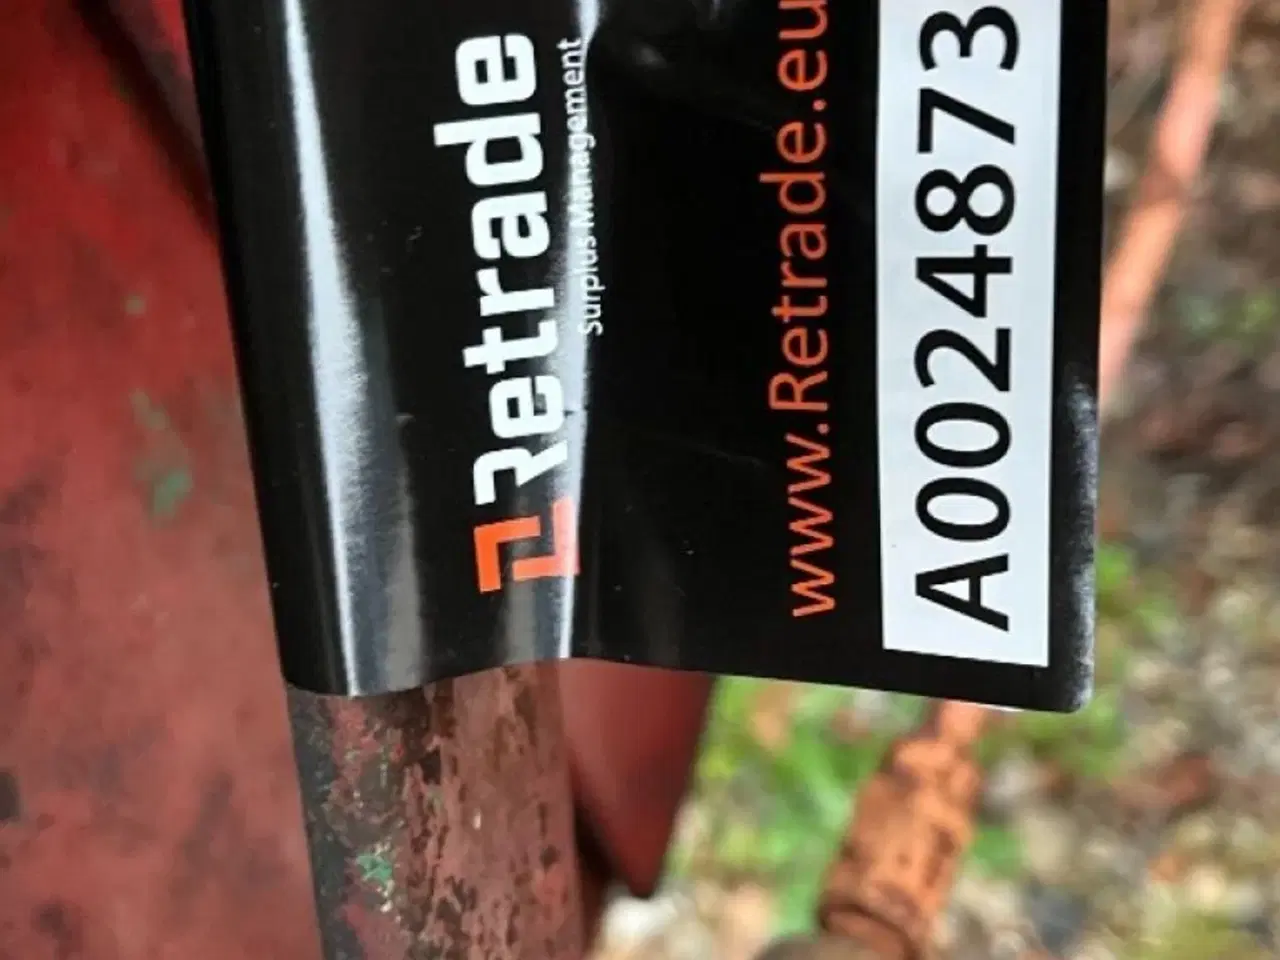 Retrade
Surplus Management
www.Retrade.eu
A0024873